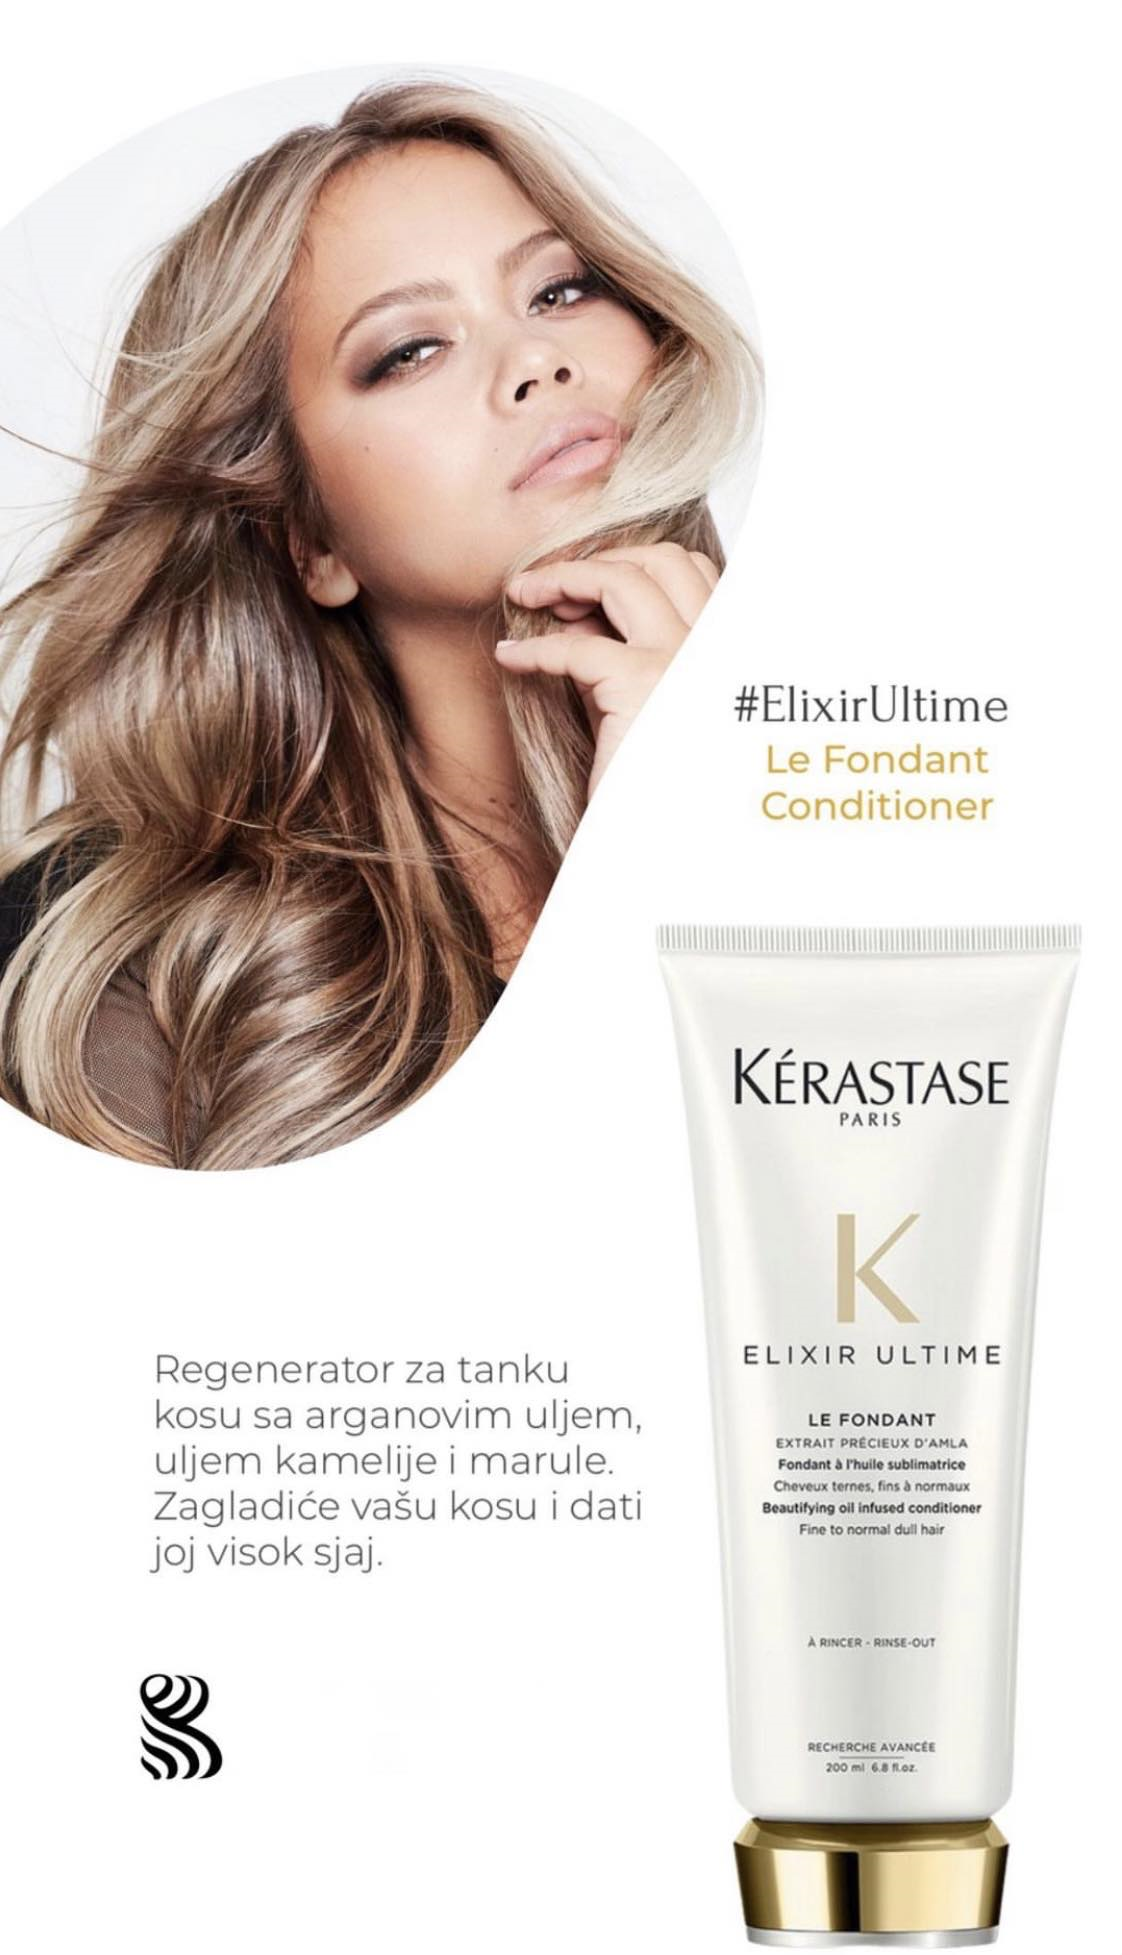 #ElixirUltime
Le Fondant
Conditioner
KÉRASTASE
PARIS
K
ELIXIR ULTIME
LE FONDANT
EXTRAIT PRÉCIEUX D'AMLA
Fondant à l'huile sublimatrice
Cheveux ternes, fins à normaux
Beautifying oil infused conditioner
Fine to normal dull hair
À RINCER - RINSE-OUT
RECHERCHE AVANCÉE
200 ml 6.8 fl.oz.
Regenerator za tanku
kosu sa arganovim uljem,
uljem kamelije i marule.
Zagladiće vašu kosu i dati
joj visok sjaj.